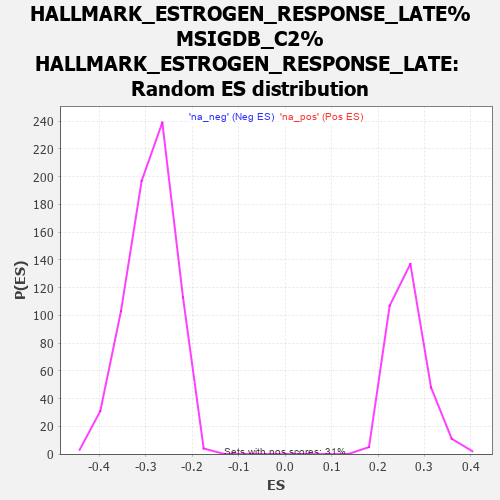 HALLMARK_ESTROGEN_RESPONSE_LATE%
MSIGDB_C2%
HALLMARK_ESTROGEN_RESPONSE_LATE:
Random ES distribution
'na_neg' (Neg ES) 'na_pos' (Pos ES)
240
220
200
180
160
140
120
100
80
60
40
20
0
P(ES)
Sets with pos scores: 31%
-0.4 -0.3 -0.2 -0.1 0.0 0.1 0.2 0.3 0.4
ES